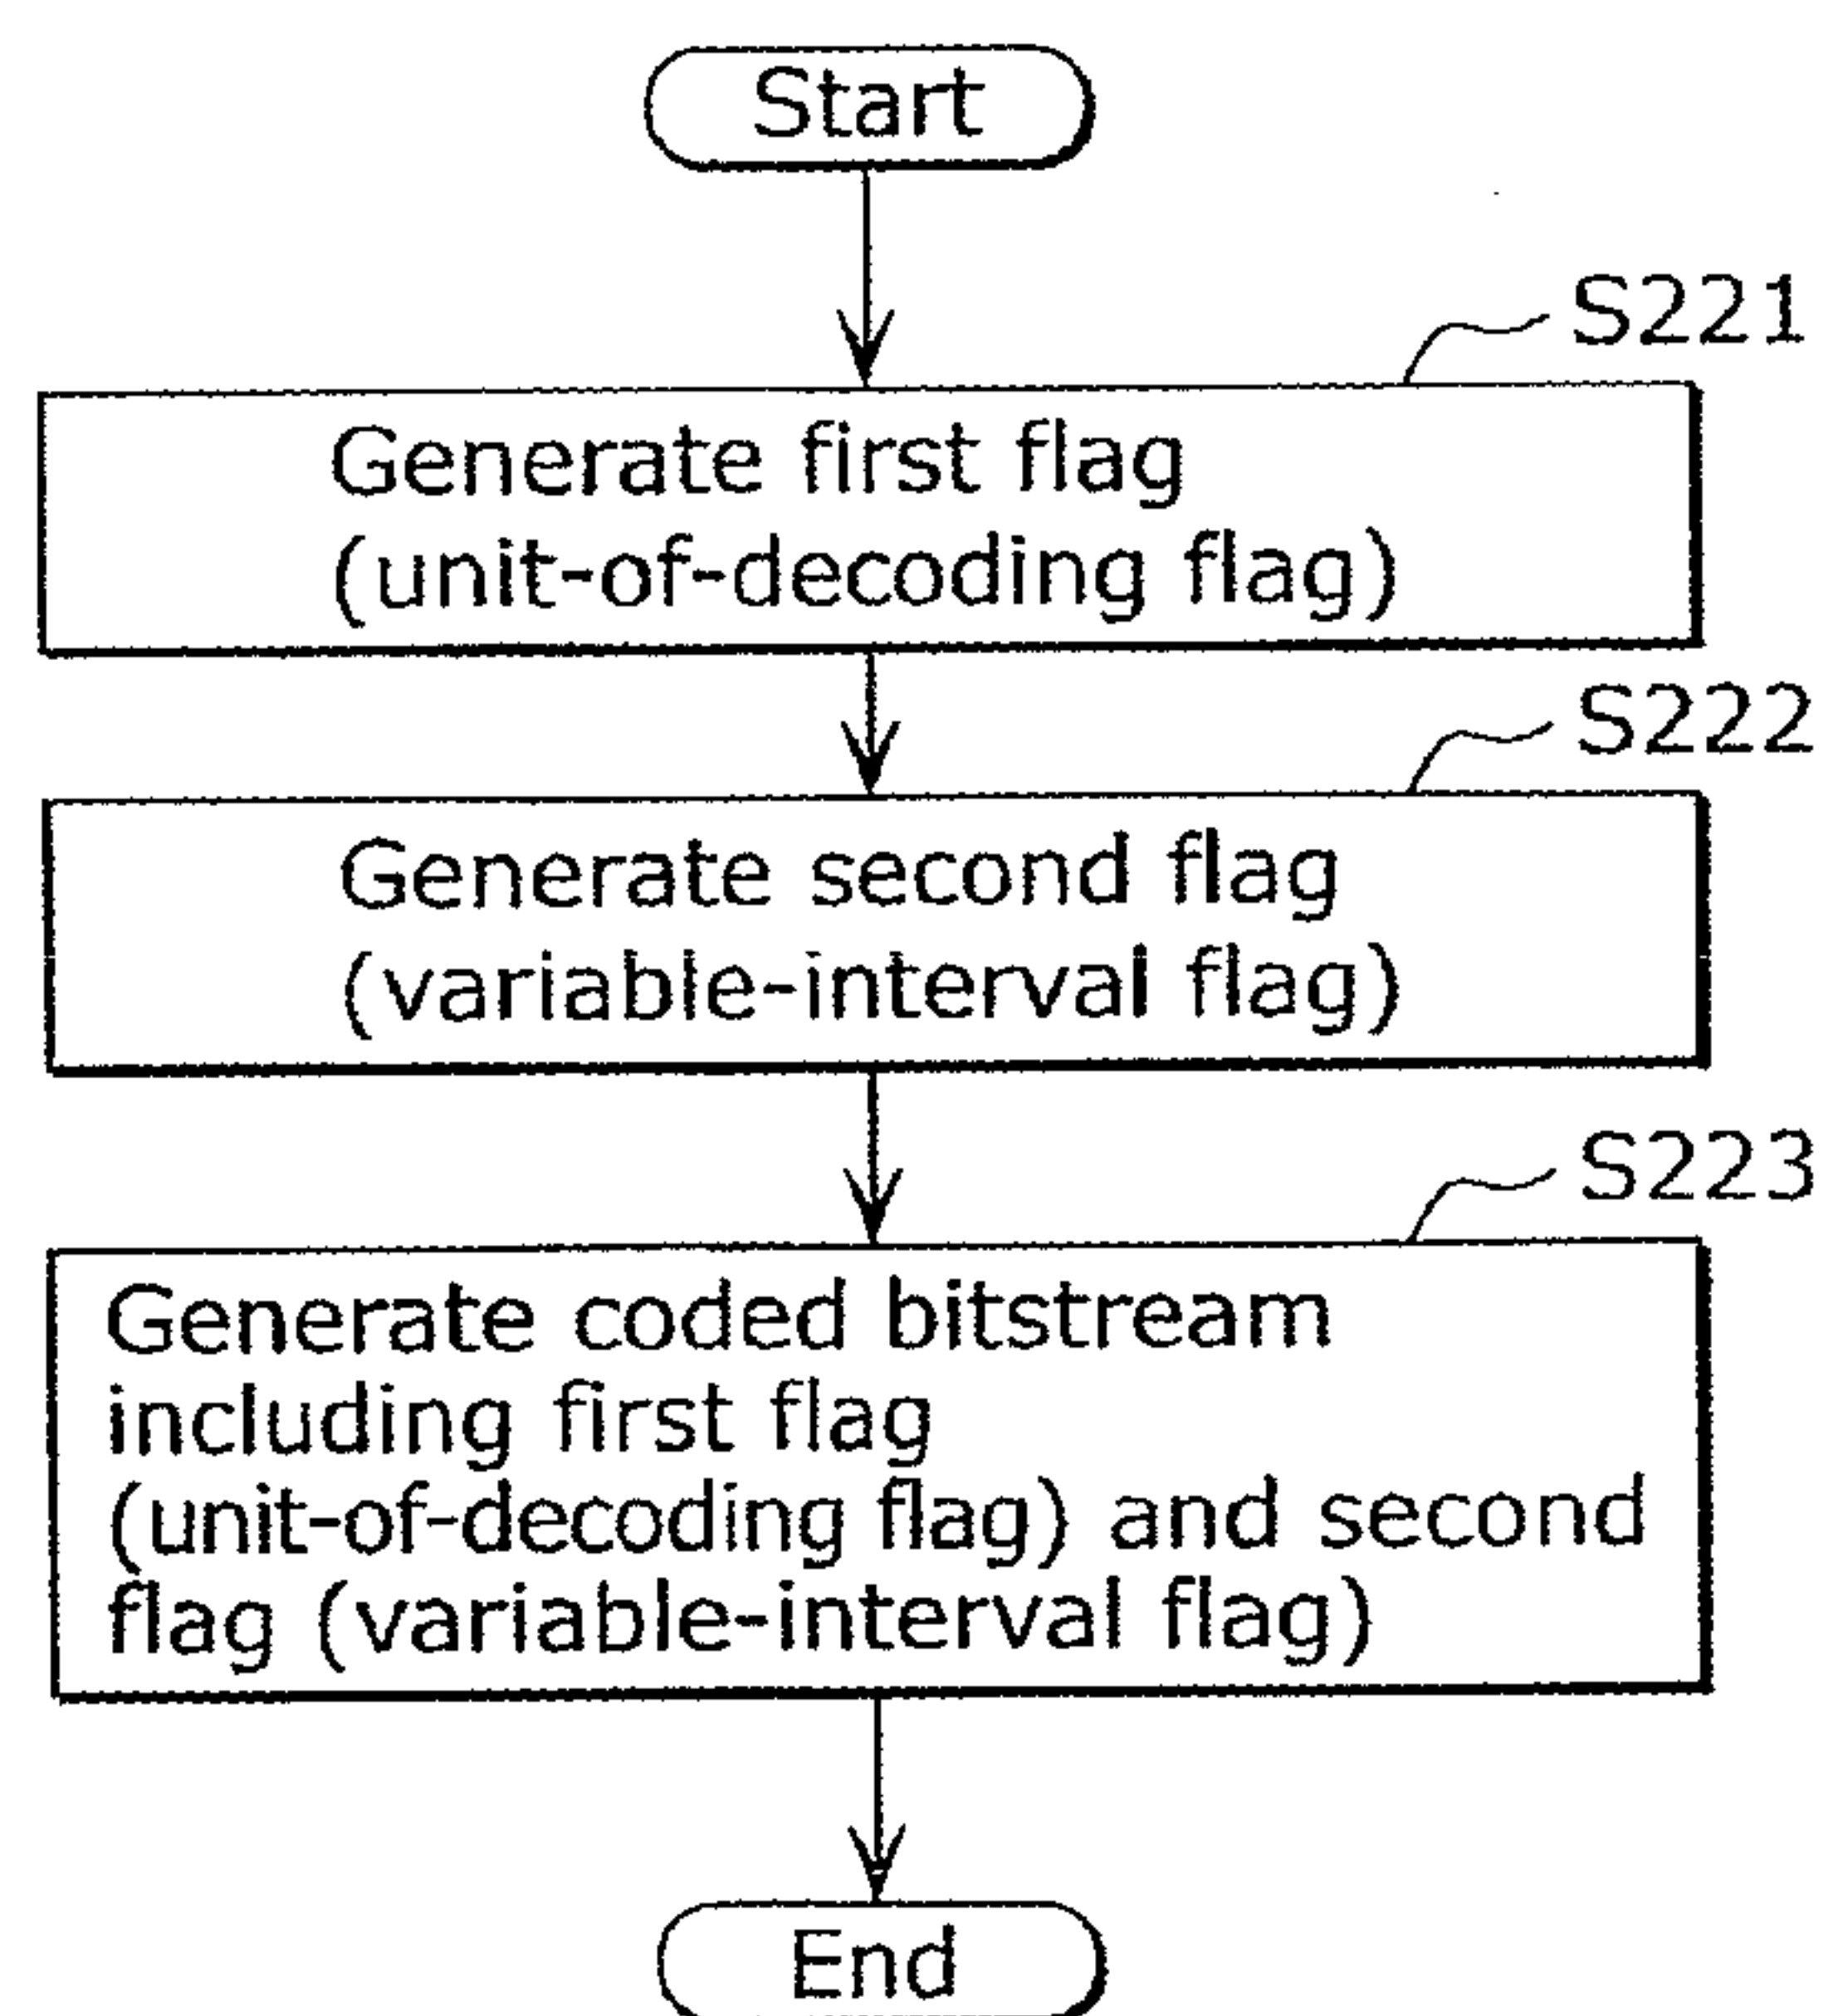 Start
S221
Generate first flag
(unit-of-decoding flag)
S222
Generate second flag
(variable-interval flag)
S223
Generate coded bitstream
including first flag
(unit-of-decoding flag) and second
flag (variable-interval flag)
End